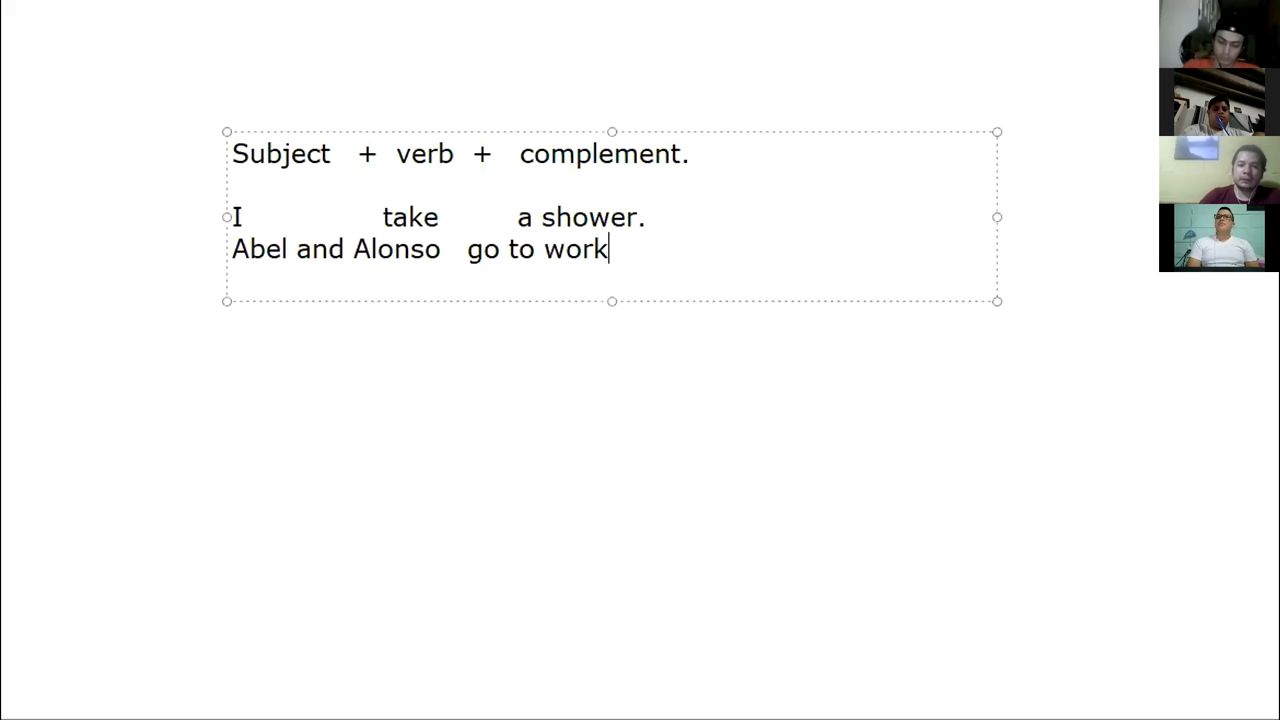 Subject + verb + complement.
I take a shower.
Abel and Alonso go to work